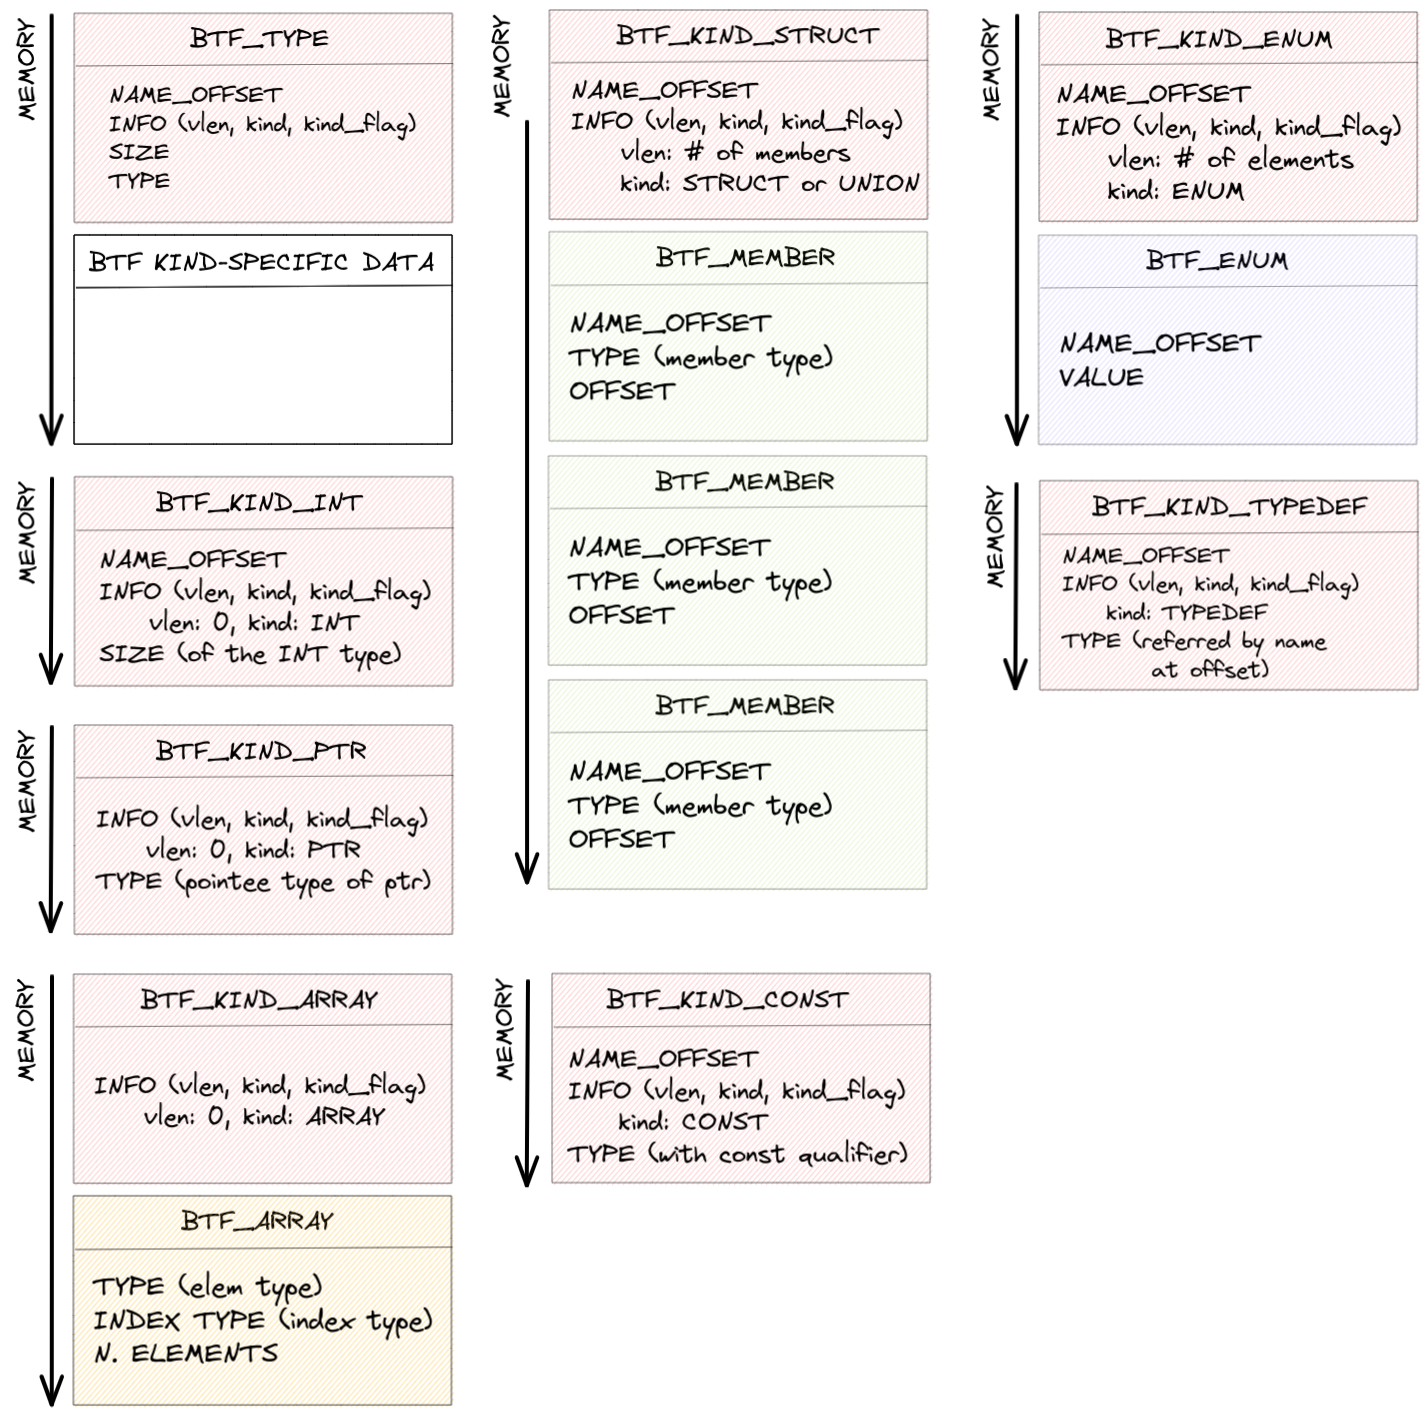 MEMORY
BTF_TYPE
NAME_OFFSET
INFO (vlen, kind, kind_flag)
SIZE
TYPE
BTF KIND-SPECIFIC DATA
MEMORY
BTF_KIND_INT
NAME_OFFSET
INFO (vlen, kind, kind_flag)
vlen: 0, kind: INT
SIZE (of the INT type)
MEMORY
BTF_KIND_PTR
INFO (vlen, kind, kind_flag)
vlen: 0, kind: PTR
TYPE (pointee type of ptr)
MEMORY
BTF_KIND_ARRAY
INFO (vlen, kind, kind_flag)
vlen: 0, kind: ARRAY
BTF_ARRAY
TYPE (elem type)
INDEX TYPE (index type)
N. ELEMENTS
MEMORY
BTF_KIND_STRUCT
NAME_OFFSET
INFO (vlen, kind, kind_flag)
vlen: # of members
kind: STRUCT or UNION
BTF_MEMBER
NAME_OFFSET
TYPE (member type)
OFFSET
BTF_MEMBER
NAME_OFFSET
TYPE (member type)
OFFSET
BTF_MEMBER
NAME_OFFSET
TYPE (member type)
OFFSET
MEMORY
BTF_KIND_CONST
NAME_OFFSET
INFO (vlen, kind, kind_flag)
kind: CONST
TYPE (with const qualifier)
MEMORY
BTF_KIND_ENUM
NAME_OFFSET
INFO (vlen, kind, kind_flag)
vlen: # of elements
kind: ENUM
BTF_ENUM
NAME_OFFSET
VALUE
MEMORY
BTF_KIND_TYPEDEF
NAME_OFFSET
INFO (vlen, kind, kind_flag)
kind: TYPEDEF
TYPE (referred by name
at offset)